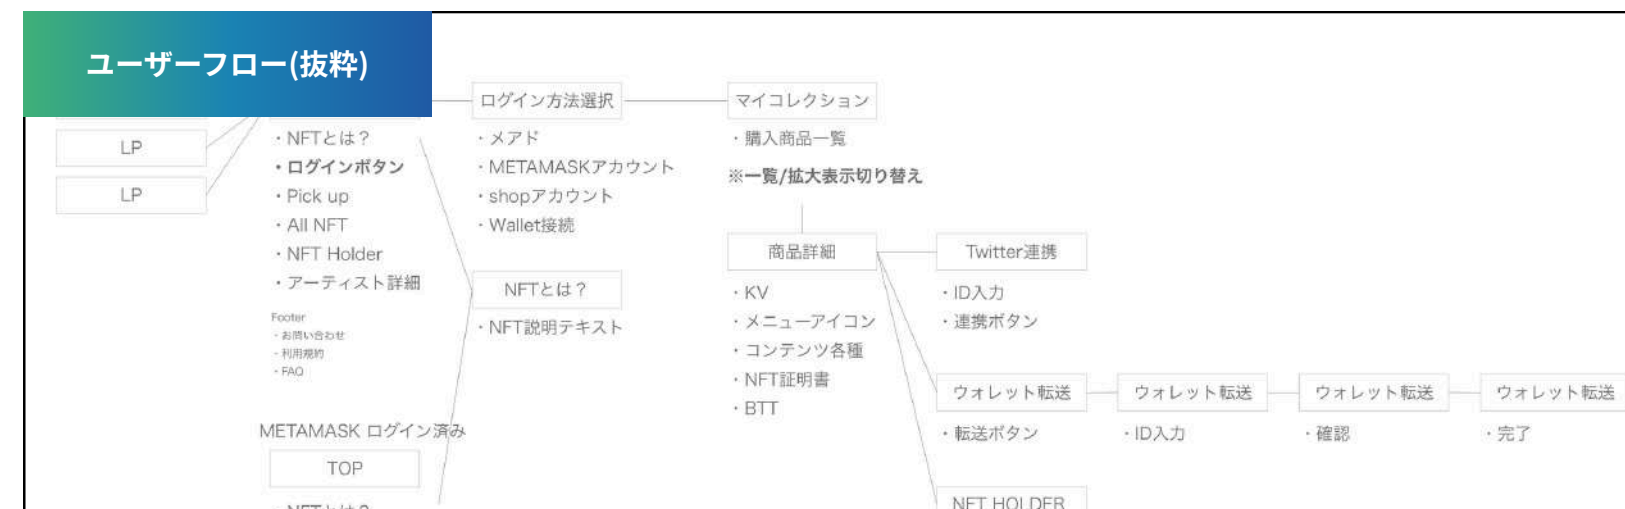 ユーザーフロー(抜粋)
ログイン方法選択
マイコレクション
LP
LP
・NFTとは？
・ログインボタン
・Pick up
・All NFT
・NFT Holder
・アーティスト詳細
Footer
・お問い合わせ
・利用規約
・FAQ
・メアド
・METAMASKアカウント
・shopアカウント
・Wallet接続
NFTとは？
・NFT説明テキスト
・購入商品一覧
※一覧/拡大表示切り替え
商品詳細
・KV
・メニューアイコン
・コンテンツ各種
・NFT証明書
・BTT
Twitter連携
・ID入力
・連携ボタン
ウォレット転送
・転送ボタン
ウォレット転送
・ID入力
ウォレット転送
・確認
ウォレット転送
・完了
METAMASK ログイン済み
TOP
・NFTとは？
NFT HOLDER